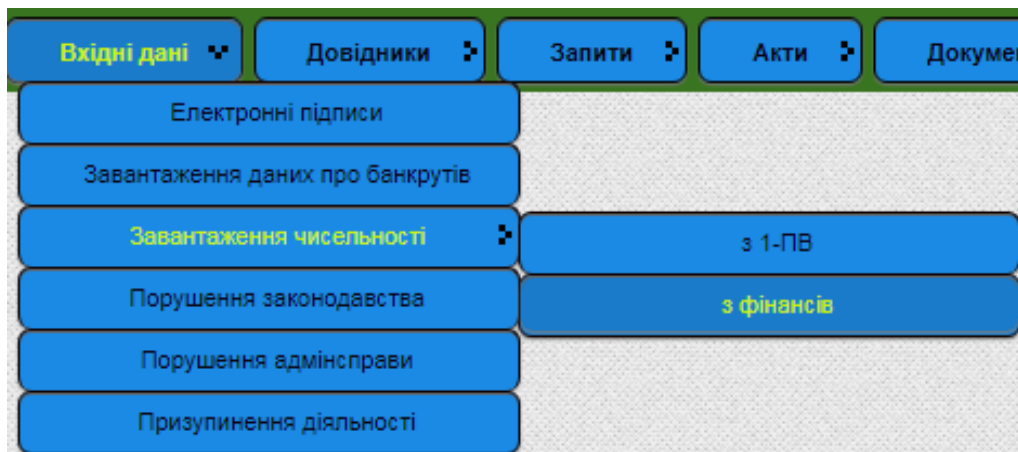 Вхідні дані Довідники Запити Акти Докуме
Електронні підписи
Завантаження даних про банкрутів
Завантаження чисельності
з 1-ПВ
Порушення законодавства
з фінансів
Порушення адмінсправи
Призупинення діяльності